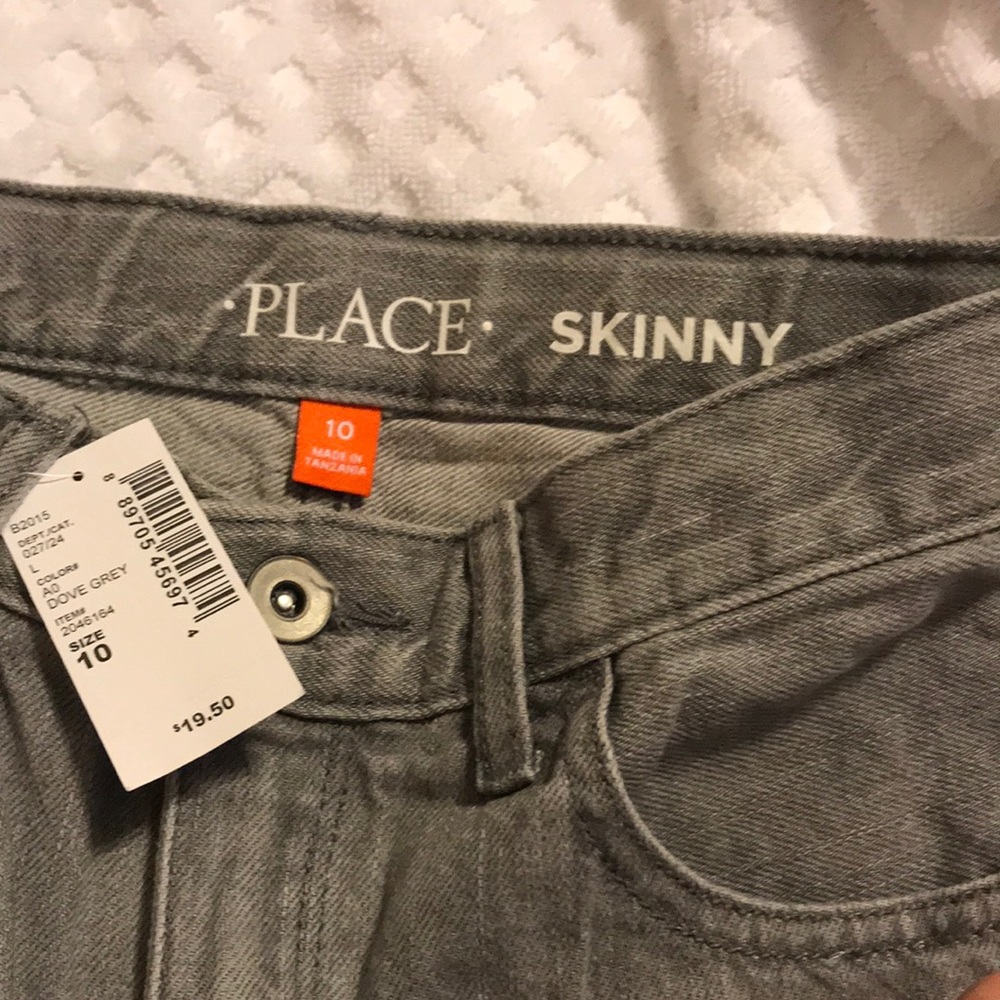 ·PLACE· SKINNY
10
MADE IN
TANZANIA
B2015
DEPT./CAT.
027/24
L
COLOR#
A0
DOVE GREY
ITEM#
2046164
SIZE
10
$19.50
8 89705 45697 4